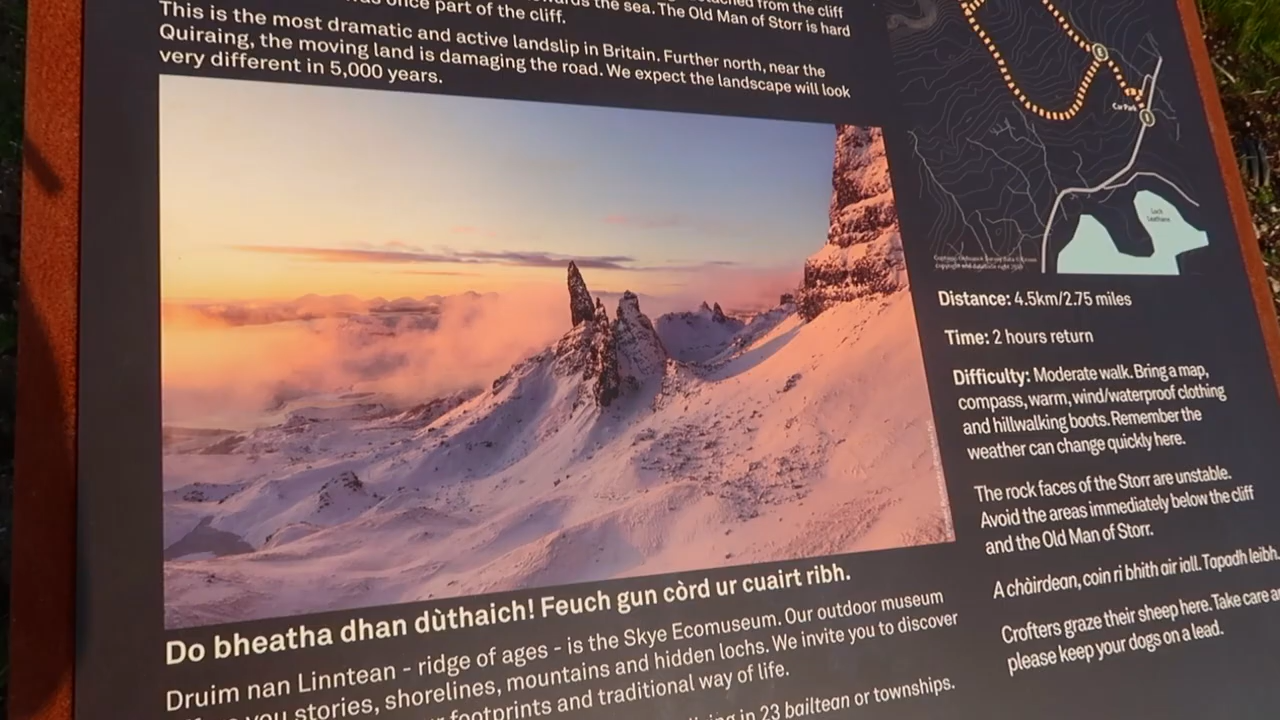 detached from the cliff
once part of the cliff.
the sea. The Old Man of Storr is hard
This is the most dramatic and active landslip in Britain. Further north, near the
Quiraing, the moving land is damaging the road. We expect the landscape will look
very different in 5,000 years.
Do bheatha dhan dùthaich! Feuch gun còrd ur cuairt ribh.
Druim nan Linntean - ridge of ages - is the Skye Ecomuseum. Our outdoor museum
you stories, shorelines, mountains and hidden lochs. We invite you to discover
footprints and traditional way of life.
in 23 bailtean or townships.
Car Park
Loch
Leathann
Distance: 4.5km/2.75 miles
Time: 2 hours return
Difficulty: Moderate walk. Bring a map,
compass, warm, wind/waterproof clothing
and hillwalking boots. Remember the
weather can change quickly here.
The rock faces of the Storr are unstable.
Avoid the areas immediately below the cliff
and the Old Man of Storr.
A chàirdean, coin ri bhith air iall. Tapadh leibh.
Crofters graze their sheep here. Take care
please keep your dogs on a lead.